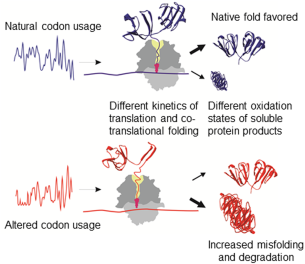 Natural codon usage
Native fold favored
Different kinetics of
translation and co-
translational folding
Different oxidation
states of soluble
protein products
Altered codon usage
Increased misfolding
and degradation